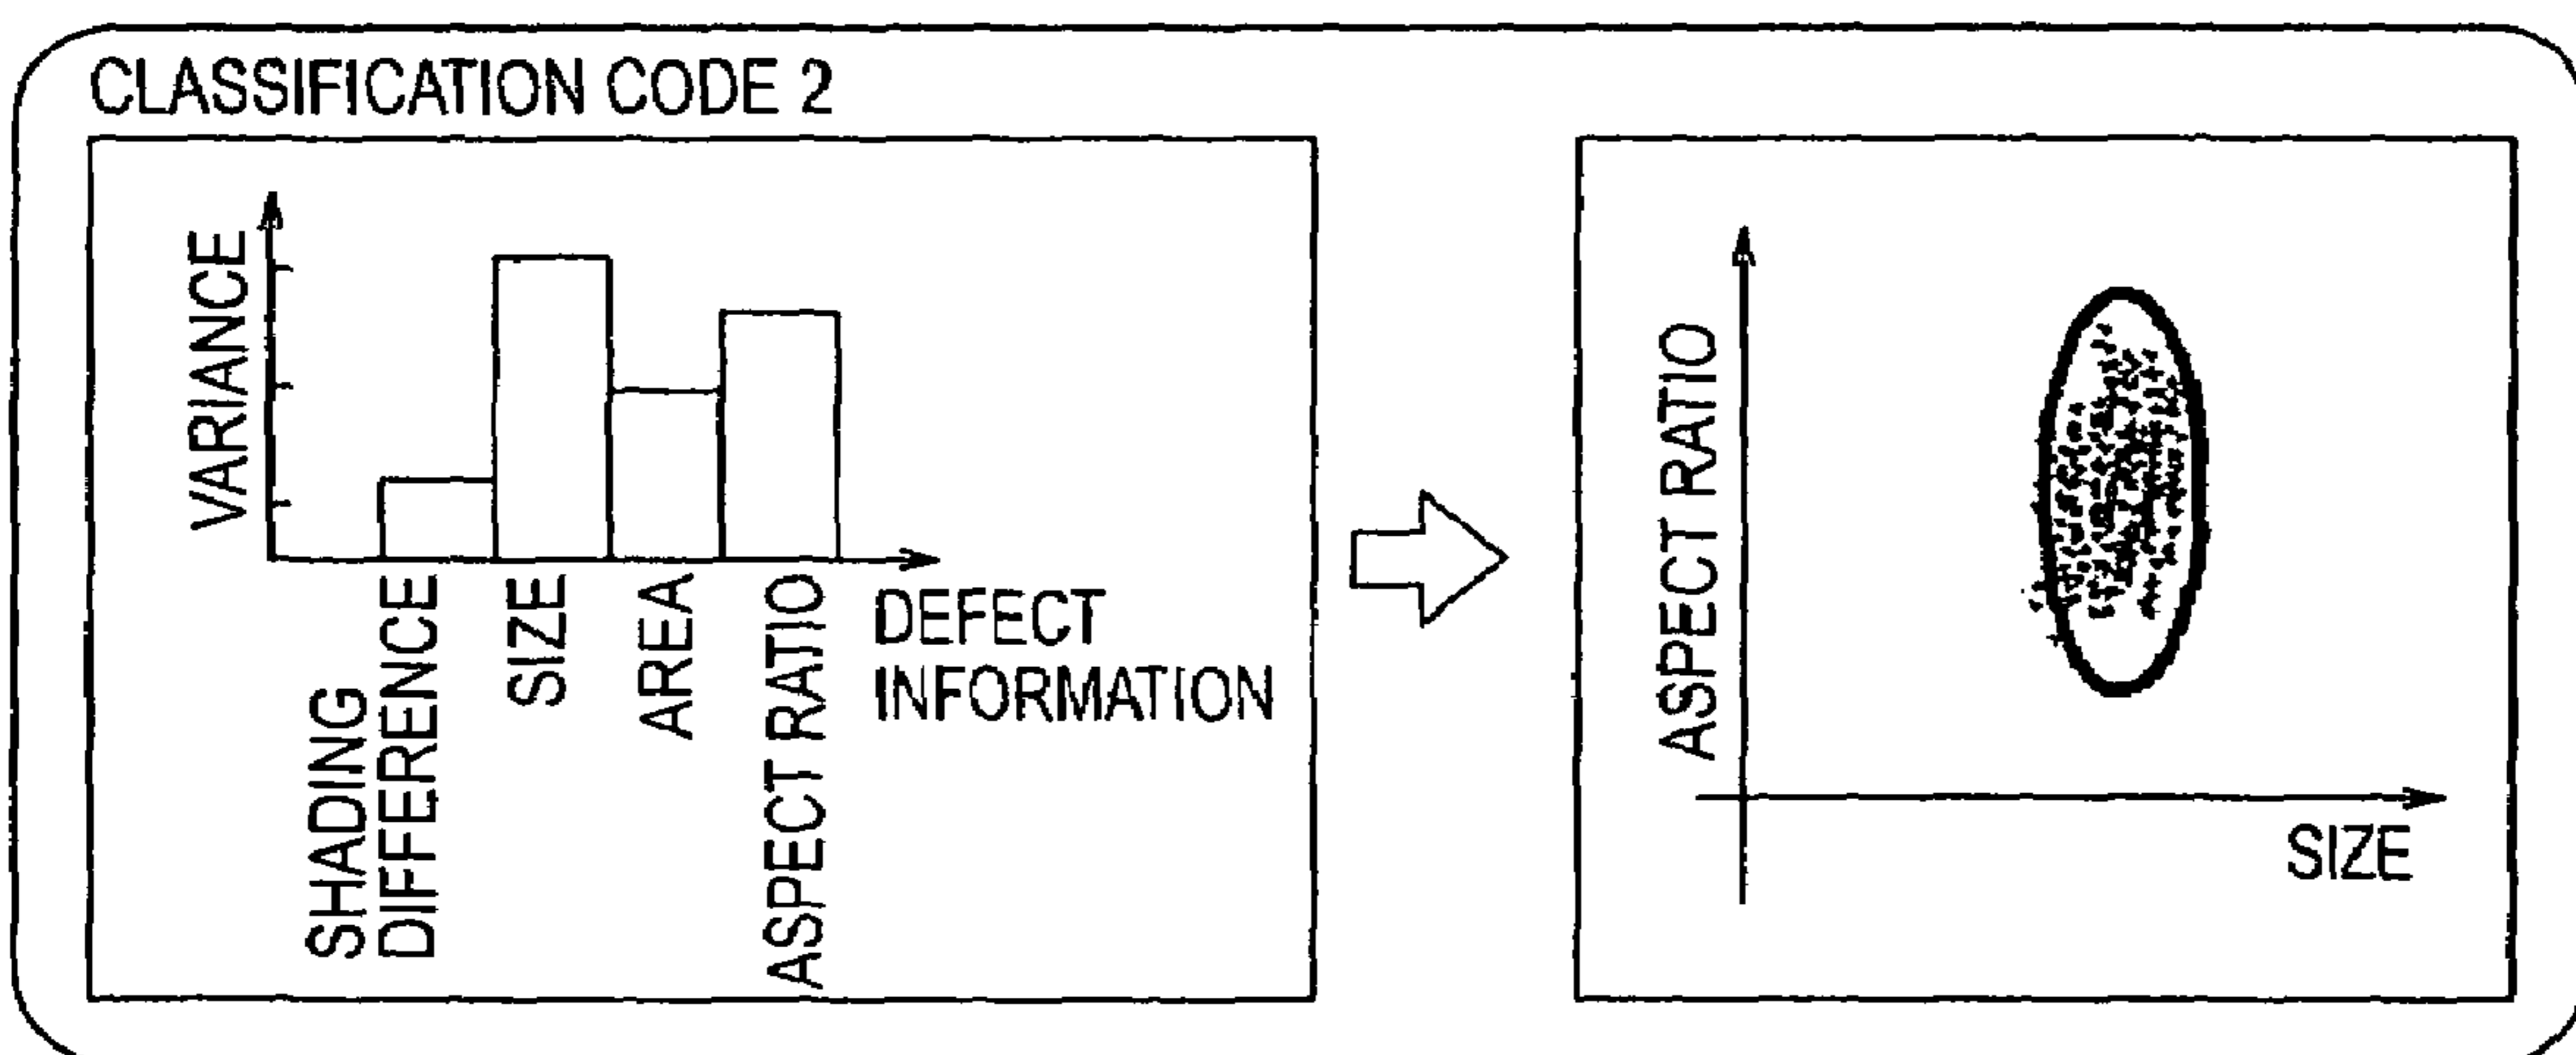 CLASSIFICATION CODE 2
VARIANCE
SHADING
DIFFERENCE
SIZE
AREA
ASPECT RATIO
DEFECT
INFORMATION
ASPECT RATIO
SIZE